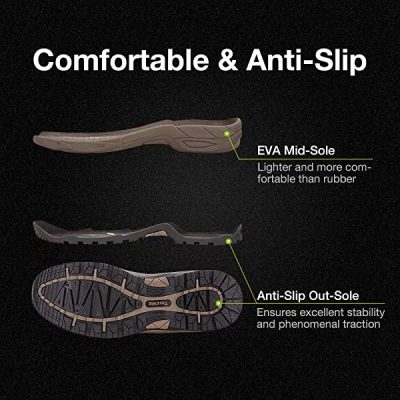 Comfortable & Anti-Slip
EVA Mid-Sole
Lighter and more com-
fortable than rubber
Anti-Slip Out-Sole
Ensures excellent stability
and phenomenal traction